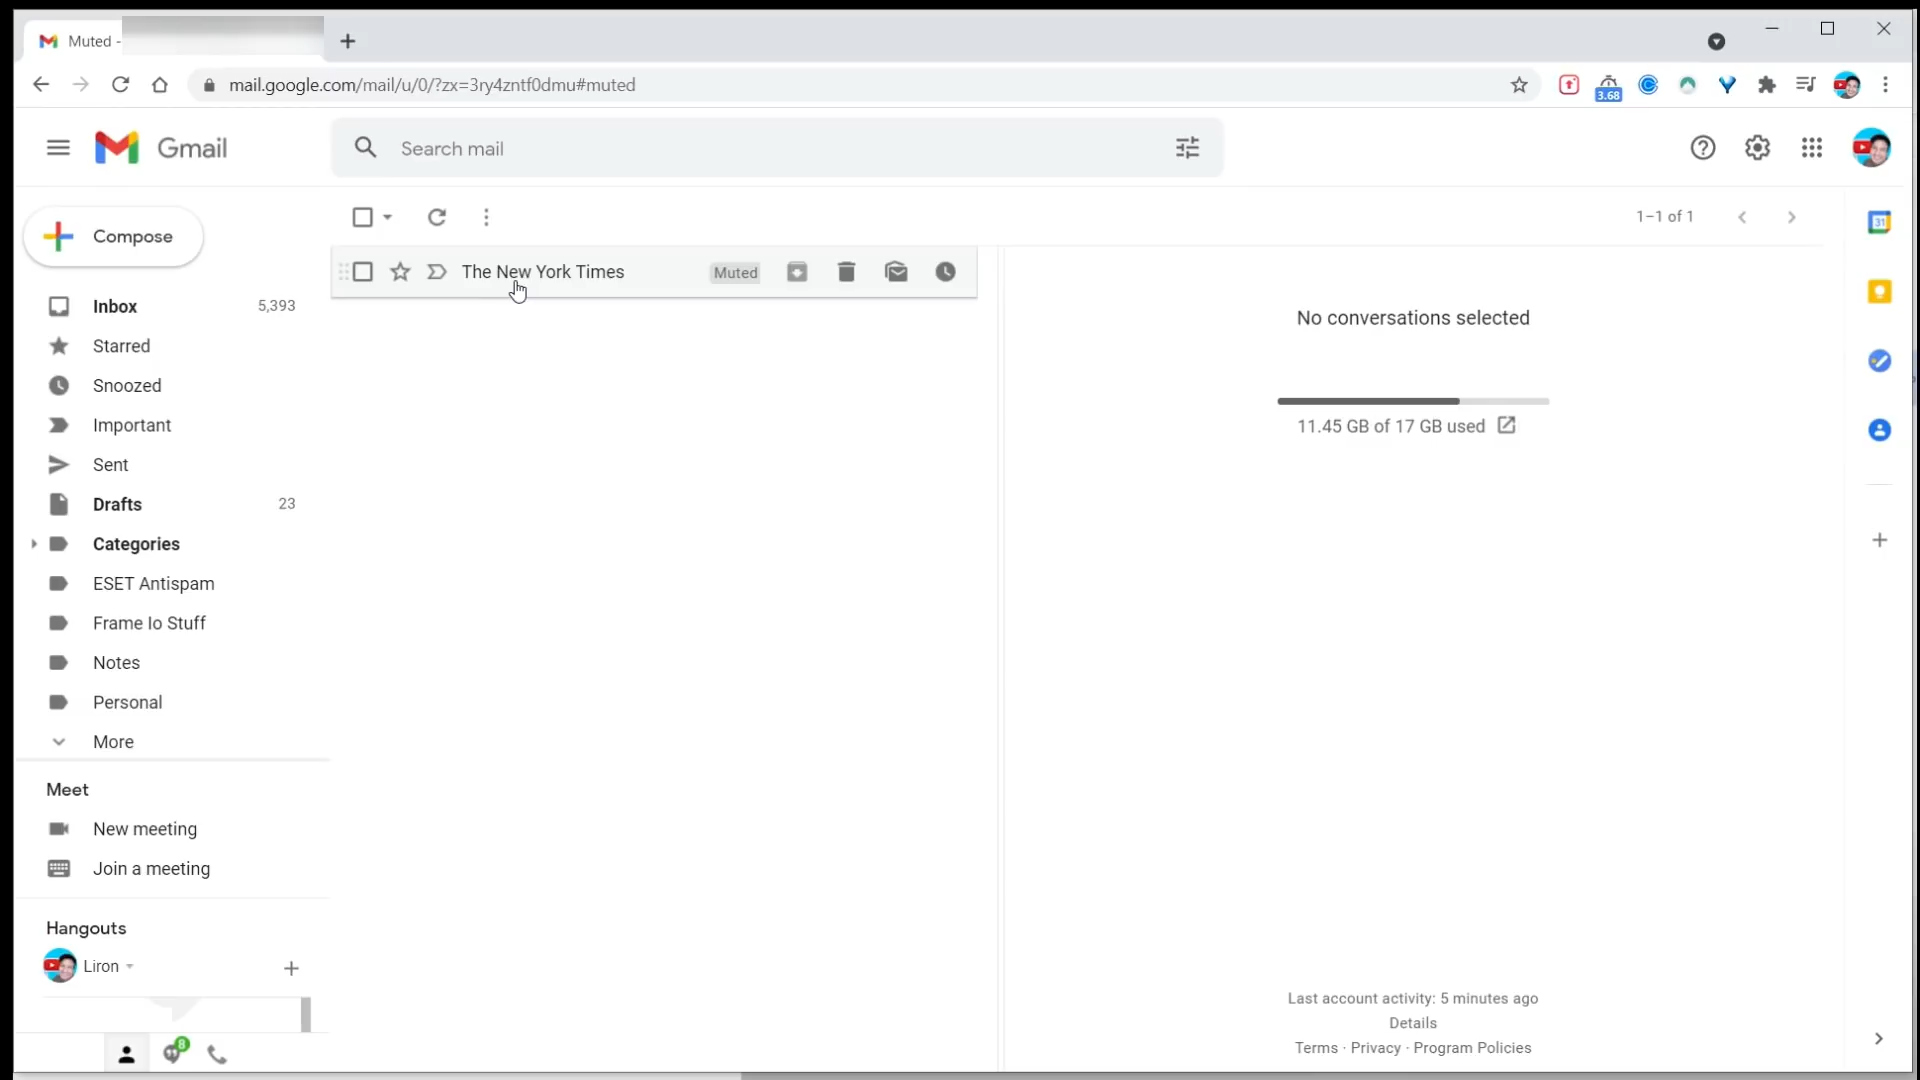 Muted -
mail.google.com/mail/u/0/?zx=3ry4zntf0dmu#muted
3.68
Gmail
Search mail
Compose
1–1 of 1
31
The New York Times
Muted
Inbox 5,393
Starred
Snoozed
Important
Sent
Drafts 23
Categories
ESET Antispam
Frame Io Stuff
Notes
Personal
More
No conversations selected
11.45 GB of 17 GB used
Meet
New meeting
Join a meeting
Hangouts
Liron
8
Last account activity: 5 minutes ago
Details
Terms · Privacy · Program Policies